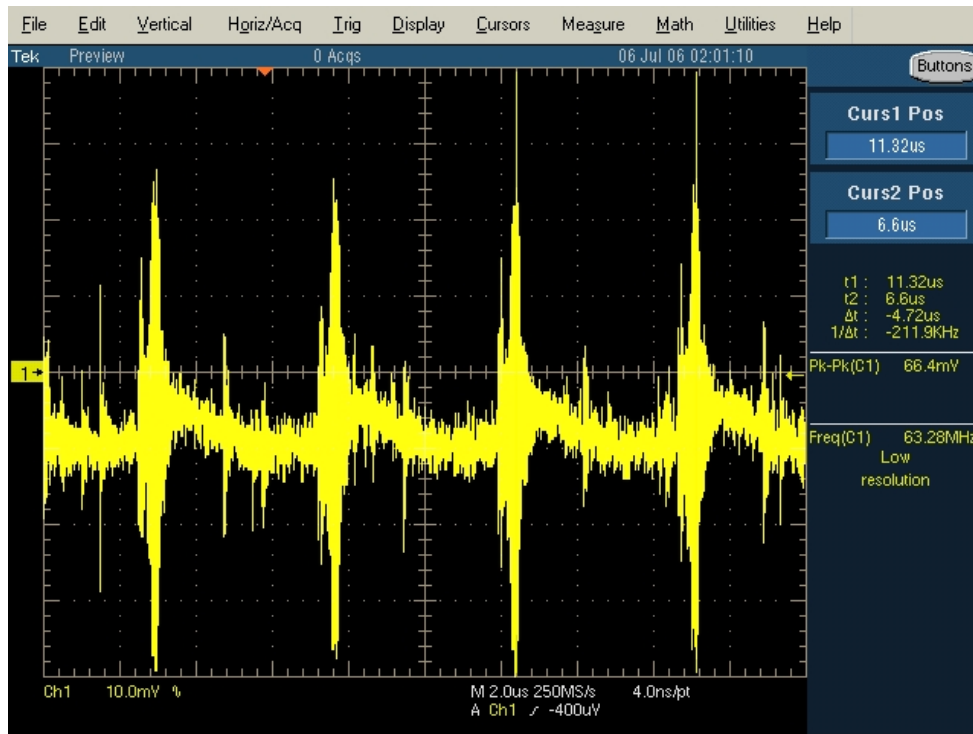 File Edit Vertical Horiz/Acq Trig Display Cursors Measure Math Utilities Help
Tek Preview 0 Acqs 06 Jul 06 02:01:10
Buttons
Curs1 Pos
11.32us
Curs2 Pos
6.6us
t1 : 11.32us
t2 : 6.6us
Δt : -4.72us
1/Δt : -211.9KHz
1
Pk-Pk(C1) 66.4mV
Freq(C1) 63.28MHz
Low
resolution
Ch1 10.0mV M 2.0us 250MS/s 4.0ns/pt
A Ch1 -400uV